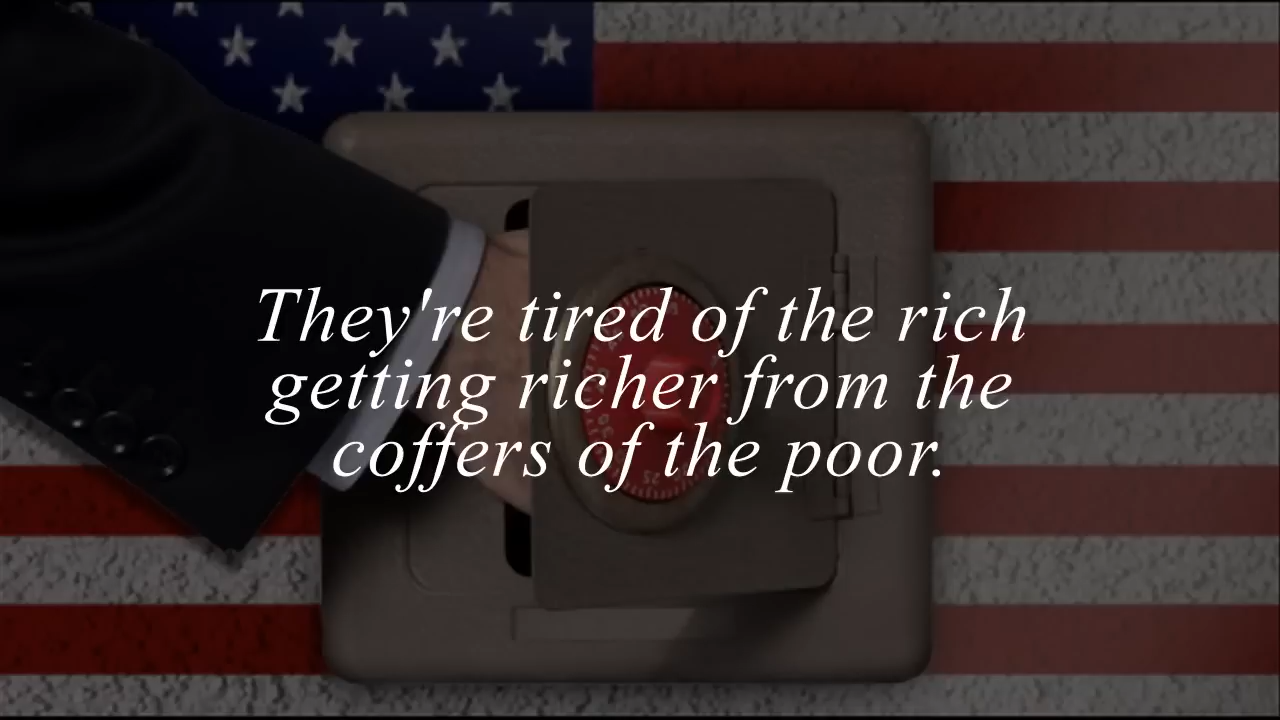 They're tired of the rich
getting richer from the
coffers of the poor.